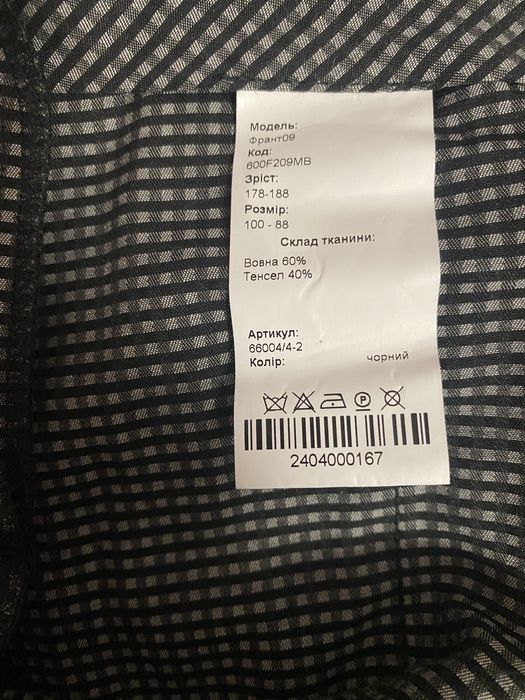 Модель:
Франт09
Код:
600F209MB
Зріст:
178-188
Розмір:
100 - 88
Склад тканини:
Вовна 60%
Тенсел 40%
Артикул:
66004/4-2
Колір: чорний
P
2404000167